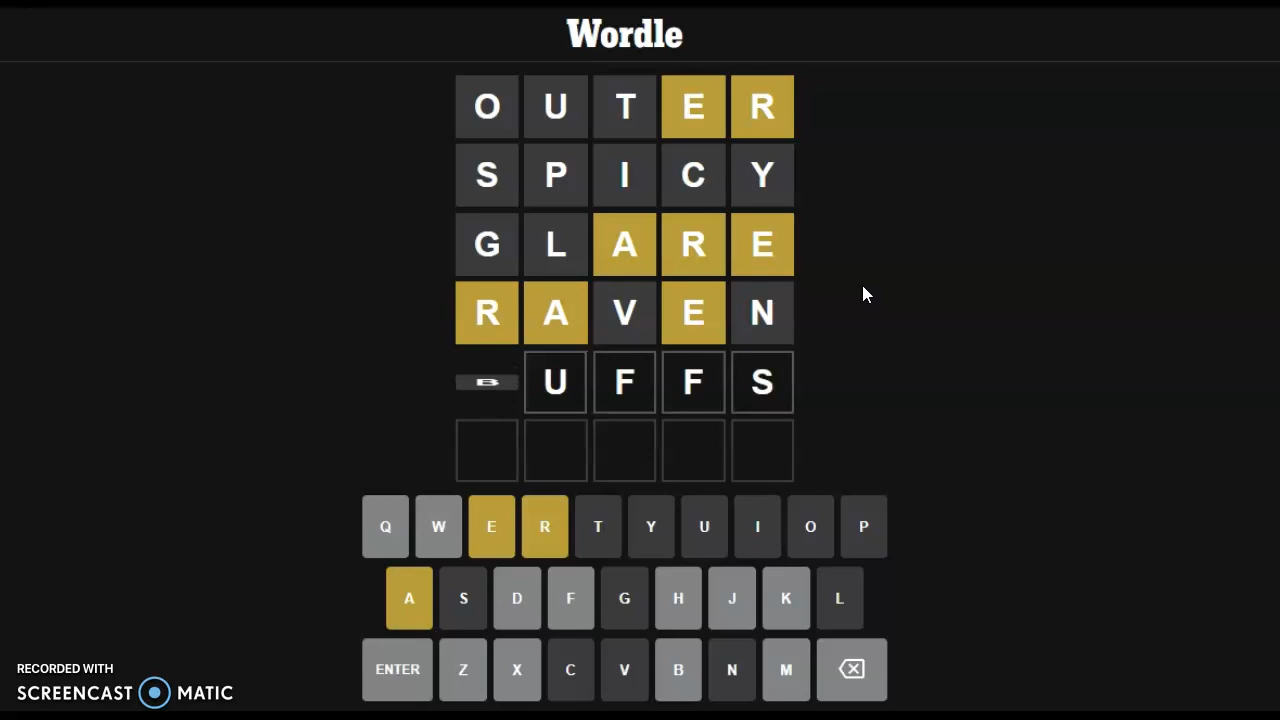 Wordle
O U T E R
S P I C Y
G L A R E
R A V E N
B U F F S
Q W E R T Y U I O P
A S D F G H J K L
ENTER Z X C V B N M
RECORDED WITH
SCREENCAST MATIC